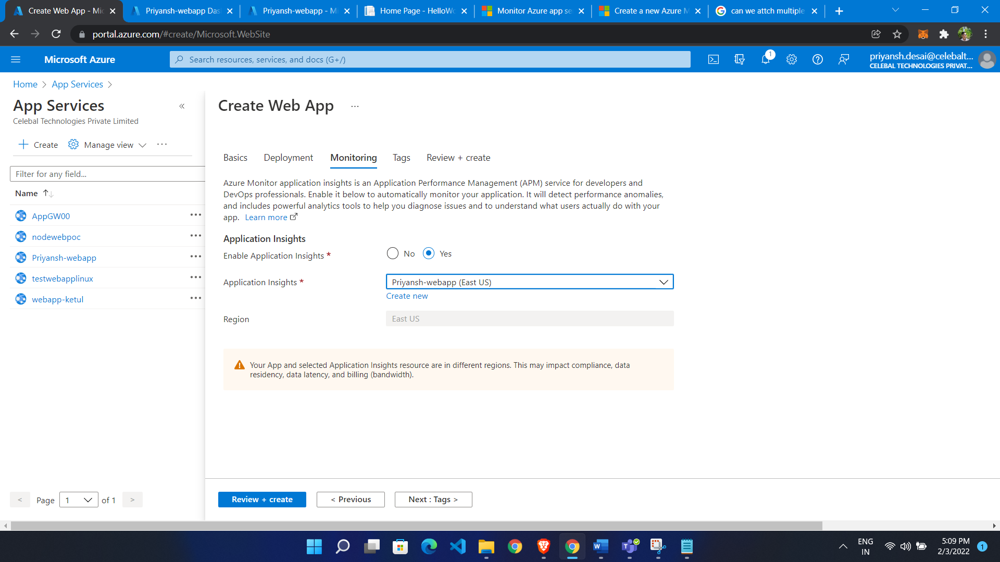 Create Web App - Mic
Priyansh-webapp Das
Priyansh-webapp - Mi
Home Page - HelloWo
Monitor Azure app se
Create a new Azure M
can we attch multiple
portal.azure.com/#create/Microsoft.WebSite
Microsoft Azure
Search resources, services, and docs (G+/)
1
priyansh.desai@celebalt...
CELEBAL TECHNOLOGIES PRIVAT...
Home > App Services >
App Services
Celebal Technologies Private Limited
Create
Manage view
Filter for any field...
Name
AppGW00
nodewebpoc
Priyansh-webapp
testwebapplinux
webapp-ketul
< Page 1 of 1 >
Create Web App ...
Basics
Deployment
Monitoring
Tags
Review + create
Azure Monitor application insights is an Application Performance Management (APM) service for developers and
DevOps professionals. Enable it below to automatically monitor your application. It will detect performance anomalies,
and includes powerful analytics tools to help you diagnose issues and to understand what users actually do with your
app. Learn more
Application Insights
Enable Application Insights *
No
Yes
Application Insights *
Priyansh-webapp (East US)
Create new
Region
East US
Your App and selected Application Insights resource are in different regions. This may impact compliance, data
residency, data latency, and billing (bandwidth).
Review + create
< Previous
Next : Tags >
ENG
IN
5:09 PM
2/3/2022
1